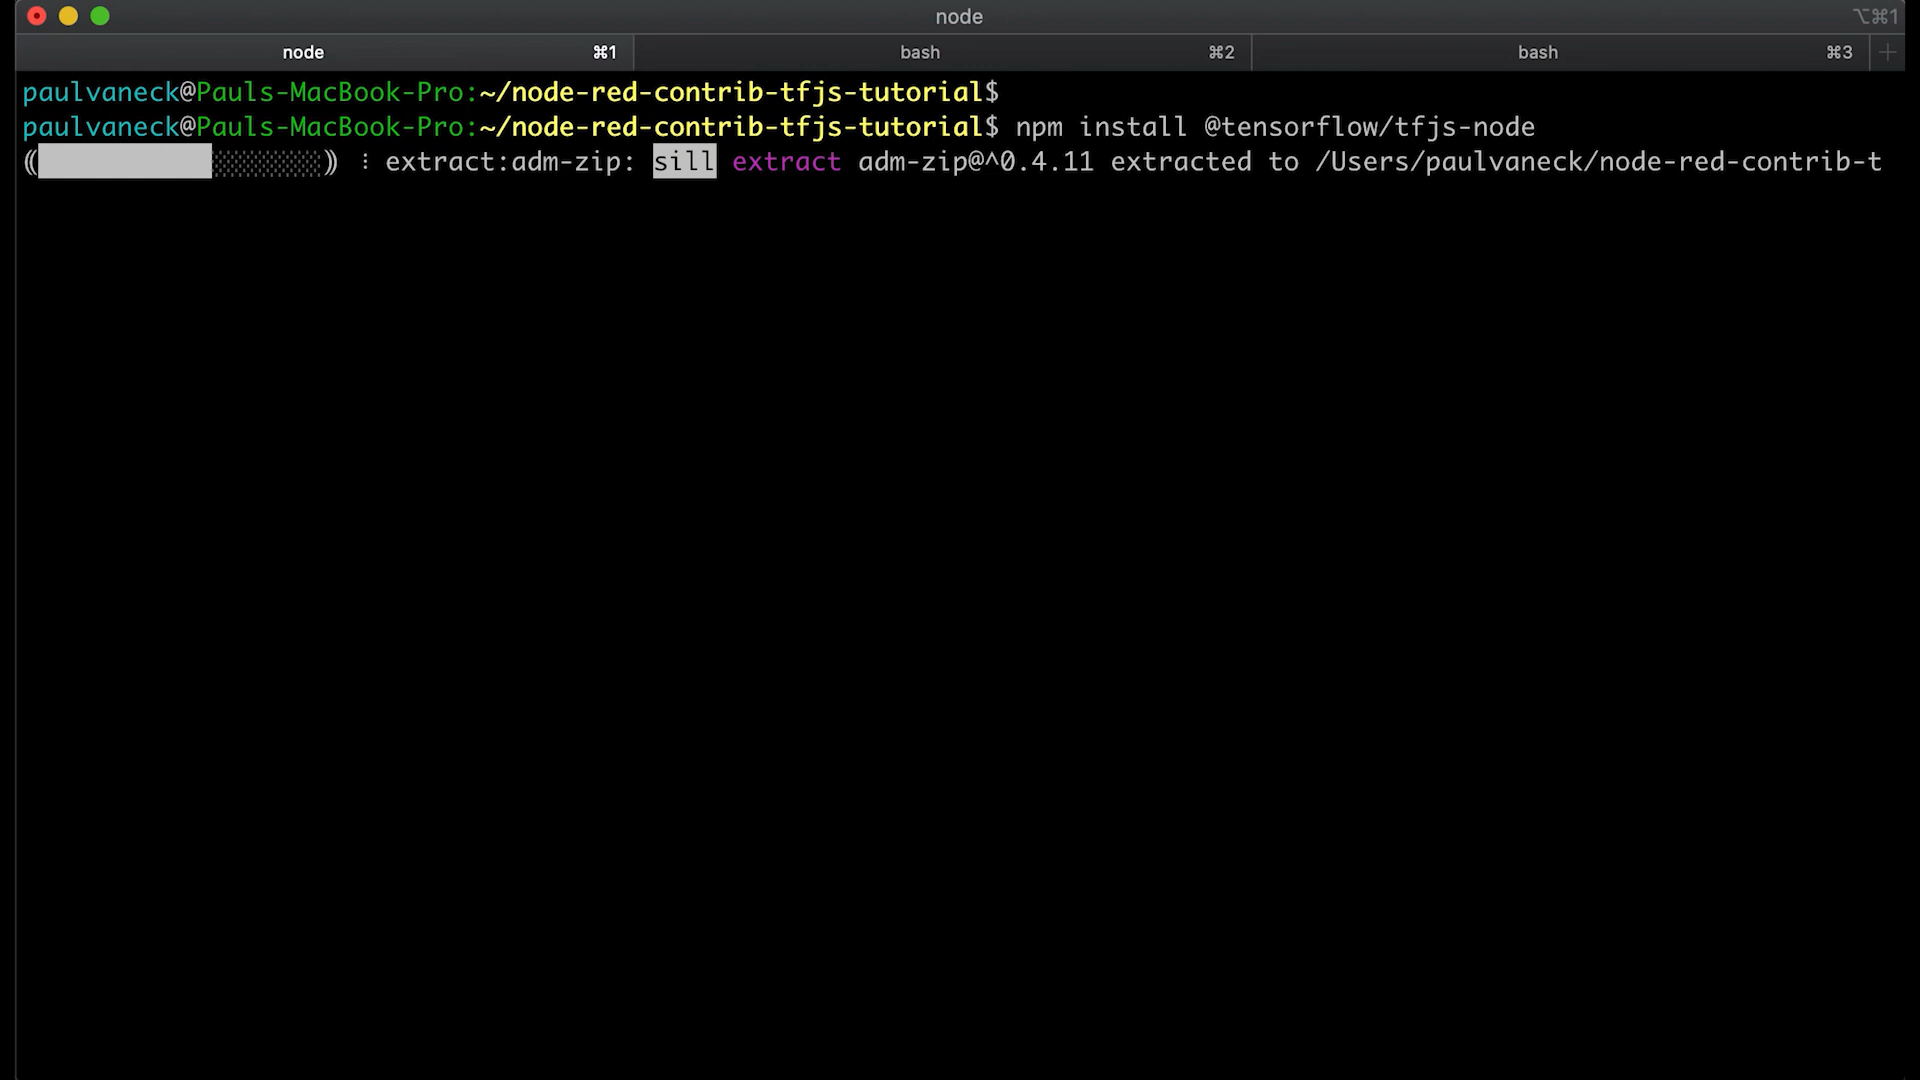 node
⌥⌘1
node ⌘1 bash ⌘2 bash ⌘3 +
paulvaneck@Pauls-MacBook-Pro:~/node-red-contrib-tfjs-tutorial$
paulvaneck@Pauls-MacBook-Pro:~/node-red-contrib-tfjs-tutorial$ npm install @tensorflow/tfjs-node
(█████████░░░░░░░) ⸽ extract:adm-zip: sill extract adm-zip@^0.4.11 extracted to /Users/paulvaneck/node-red-contrib-t